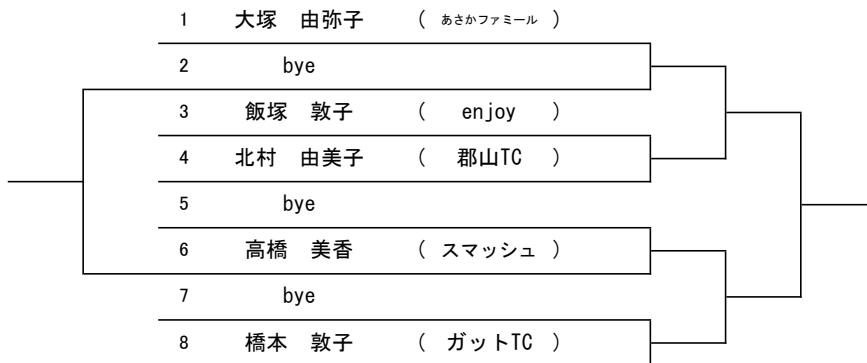 1 大塚 由弥子 ( あさかファミール )
2 bye
3 飯塚 敦子 ( enjoy )
4 北村 由美子 ( 郡山TC )
5 bye
6 高橋 美香 ( スマッシュ )
7 bye
8 橋本 敦子 ( ガットTC )